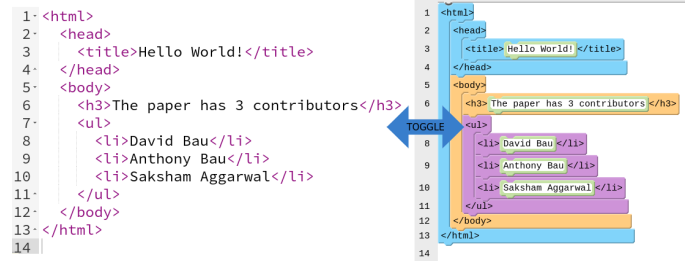 1 <html>
2 <head>
3 <title>Hello World!</title>
4 </head>
5 <body>
6 <h3>The paper has 3 contributors</h3>
7 <ul>
8 <li>David Bau</li>
9 <li>Anthony Bau</li>
10 <li>Saksham Aggarwal</li>
11 </ul>
12 </body>
13 </html>
14
TOGGLE
1 <html>
2 <head>
3 <title> Hello World! </title>
4 </head>
5 <body>
6 <h3> The paper has 3 contributors </h3>
<ul>
8 <li> David Bau </li>
9 <li> Anthony Bau </li>
10 <li> Saksham Aggarwal </li>
11 </ul>
12 </body>
13 </html>
14